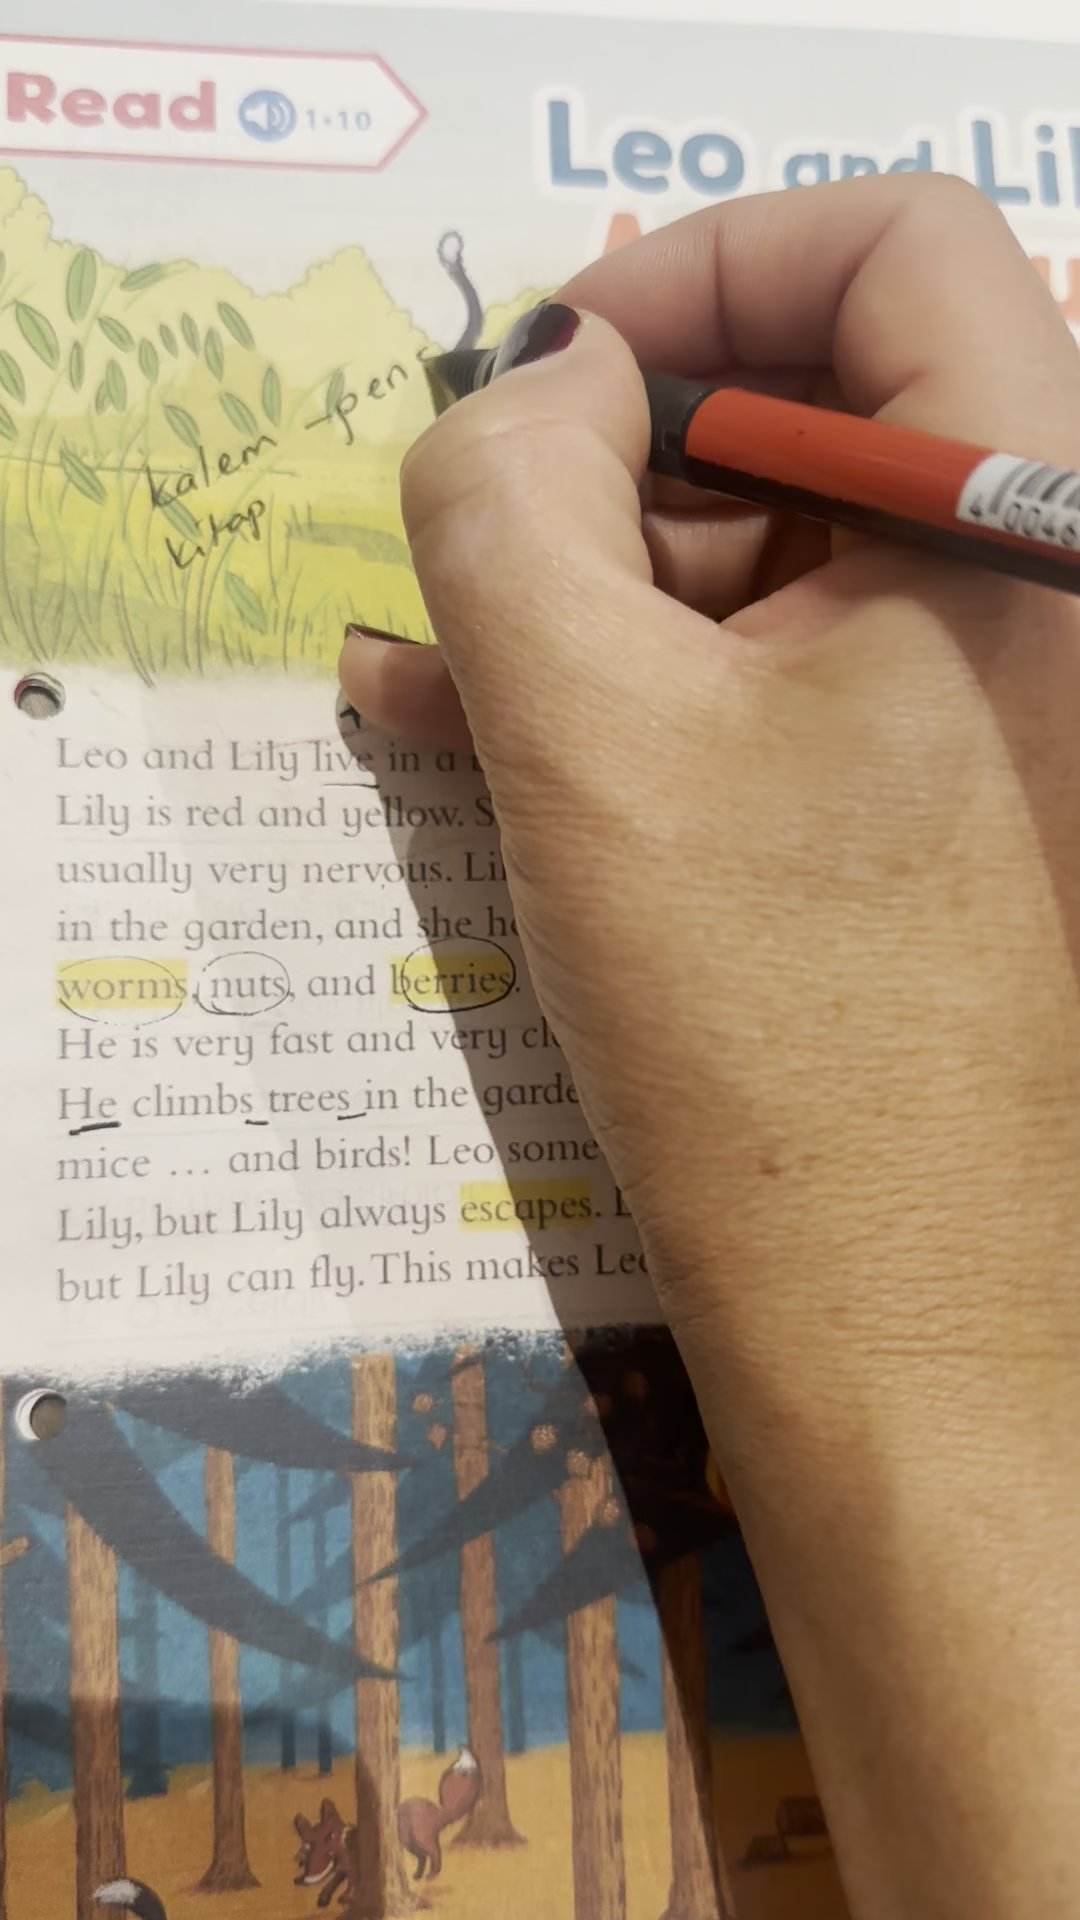 Read 1·10
Leo and
kalem - pen
kitap
Leo and Lily live in a
Lily is red and yellow.
usually very nervous.
in the garden, and she
worms, nuts, and berries.
He is very fast and very
He climbs trees in the
mice ... and birds! Leo
Lily, but Lily always escapes.
but Lily can fly. This makes